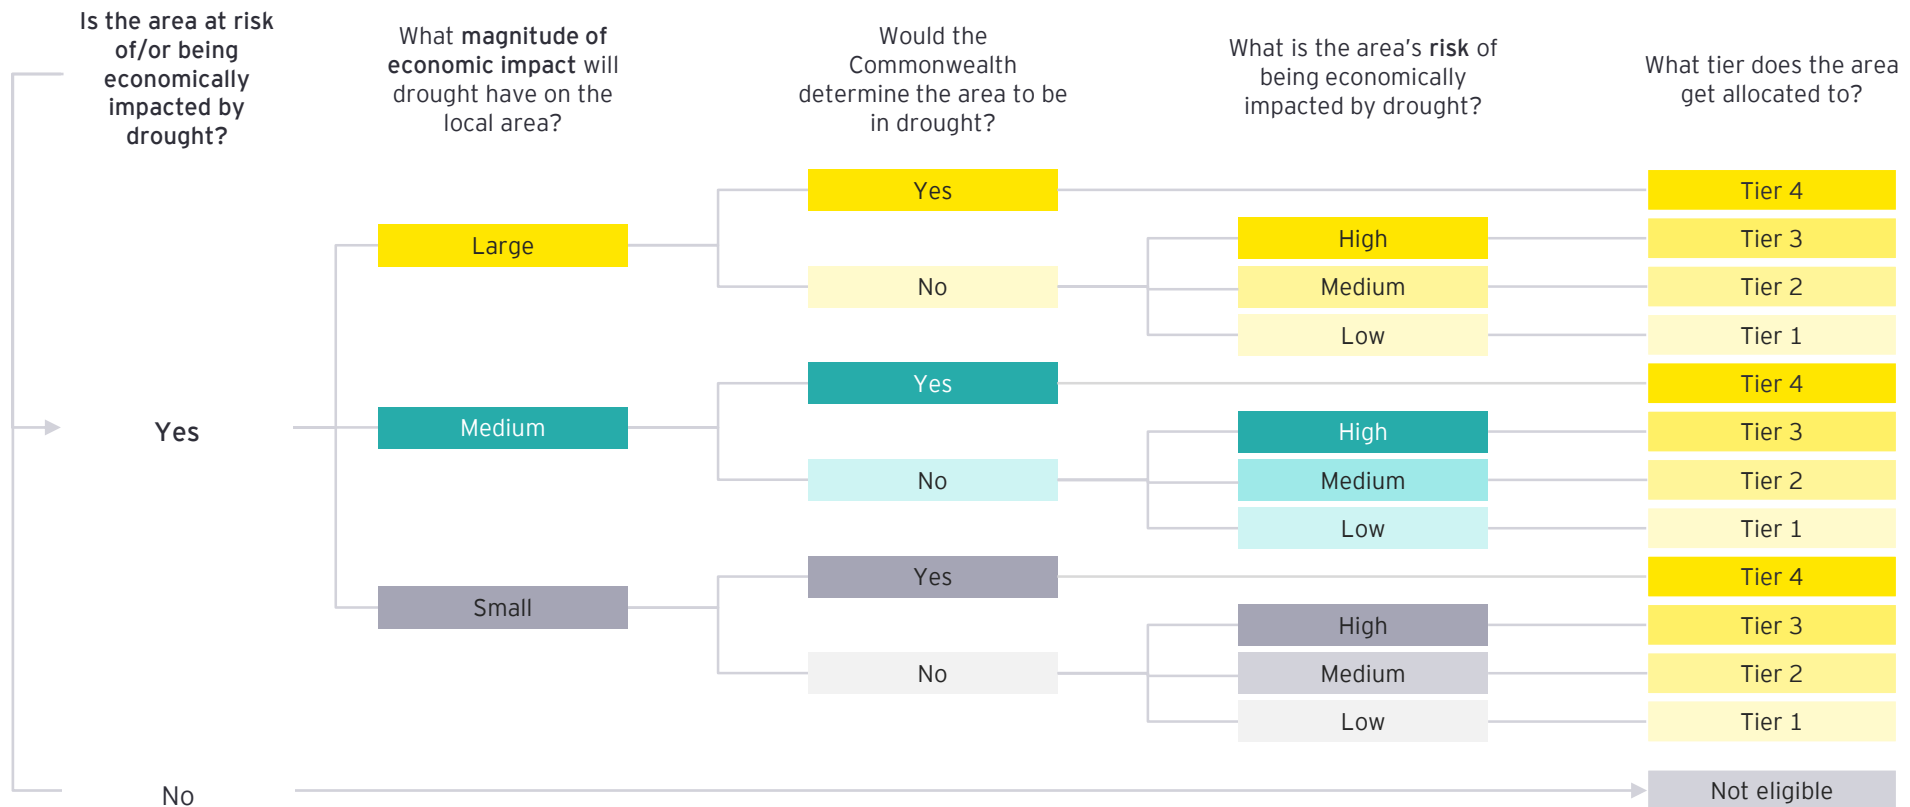 Is the area at risk
of/or being
economically
impacted by
drought?
What magnitude of
economic impact will
drought have on the
local area?
Would the
Commonwealth
determine the area to be
in drought?
What is the area's risk of
being economically
impacted by drought?
What tier does the area
get allocated to?
Yes
Large
Yes
Tier 4
No
High
Tier 3
Medium
Tier 2
Low
Tier 1
Medium
Yes
Tier 4
No
High
Tier 3
Medium
Tier 2
Low
Tier 1
Small
Yes
Tier 4
No
High
Tier 3
Medium
Tier 2
Low
Tier 1
No
Not eligible